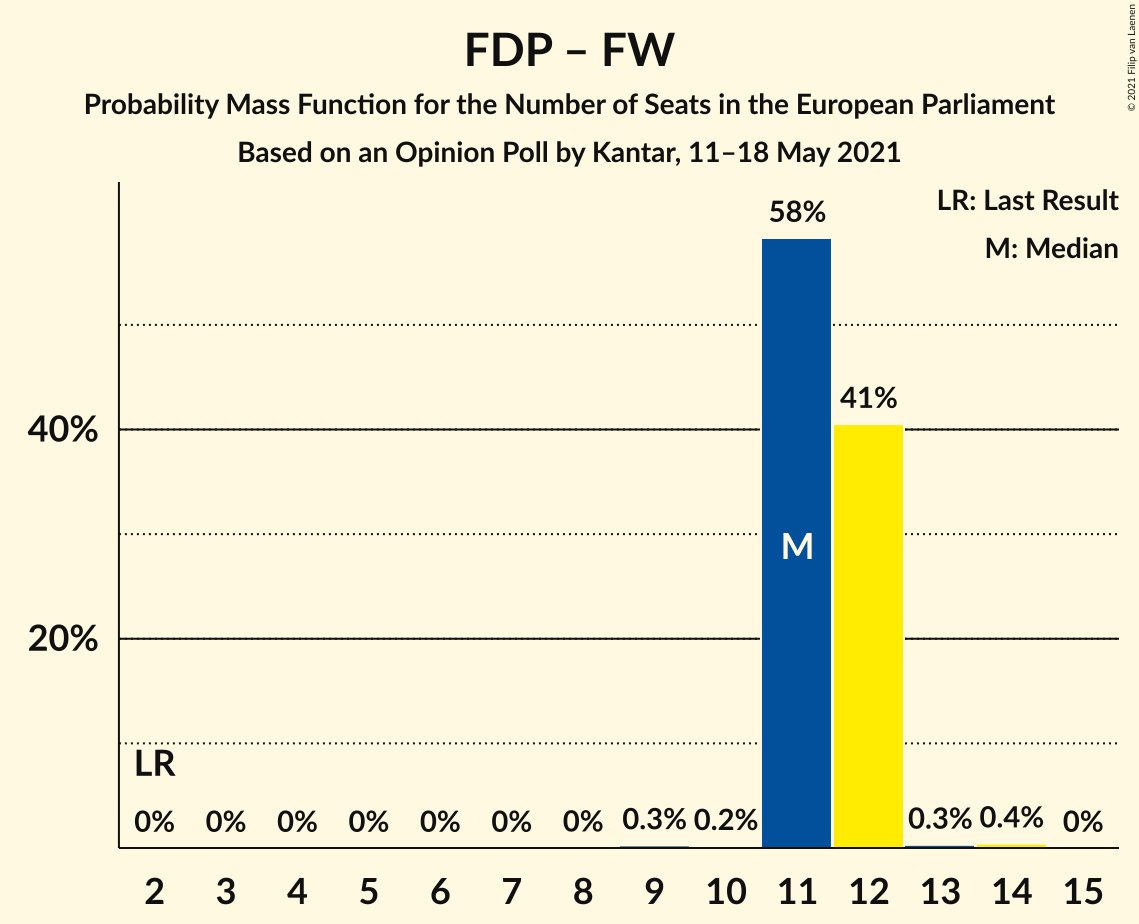 FDP – FW
Probability Mass Function for the Number of Seats in the European Parliament
Based on an Opinion Poll by Kantar, 11–18 May 2021
© 2021 Filip van Laenen
LR: Last Result
M: Median
58%
41%
40%
M
20%
LR
0% 0% 0% 0% 0% 0% 0% 0.3% 0.2% 0.3% 0.4% 0%
2 3 4 5 6 7 8 9 10 11 12 13 14 15